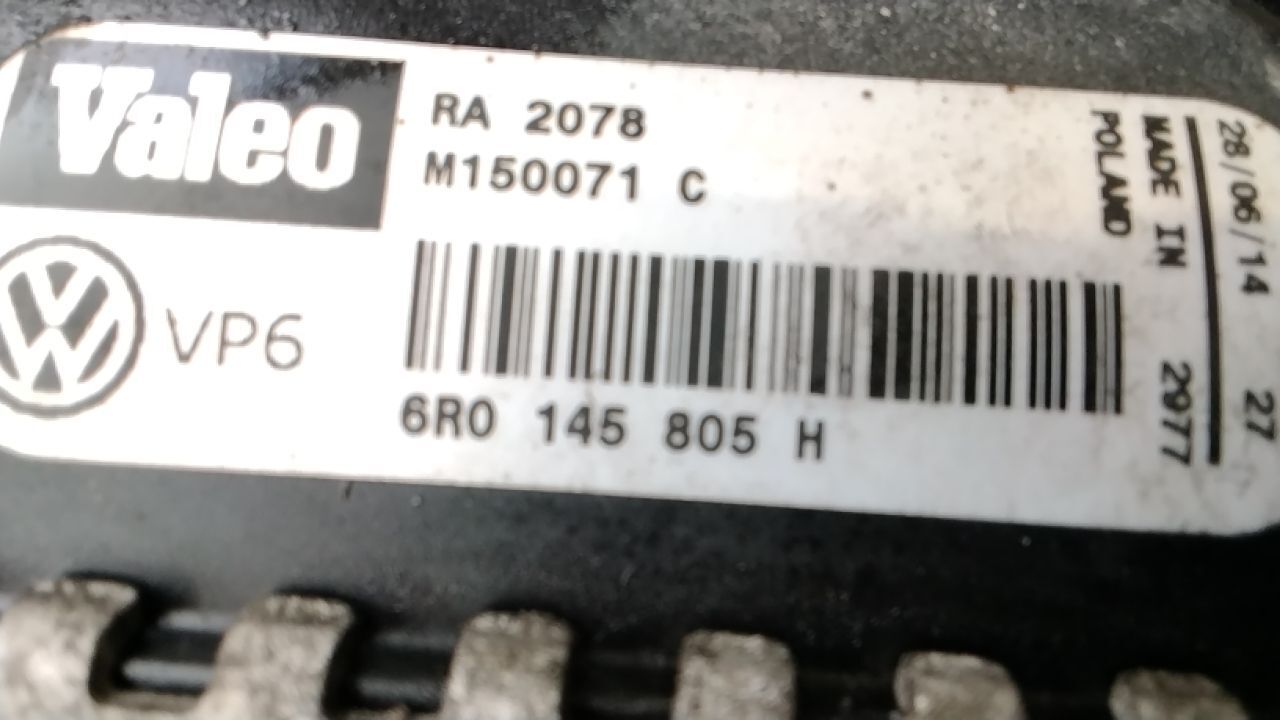 Valeo
RA 2078
M150071 C
VP6
6R0 145 805 H
28/06/14 27
MADE IN 2977
POLAND